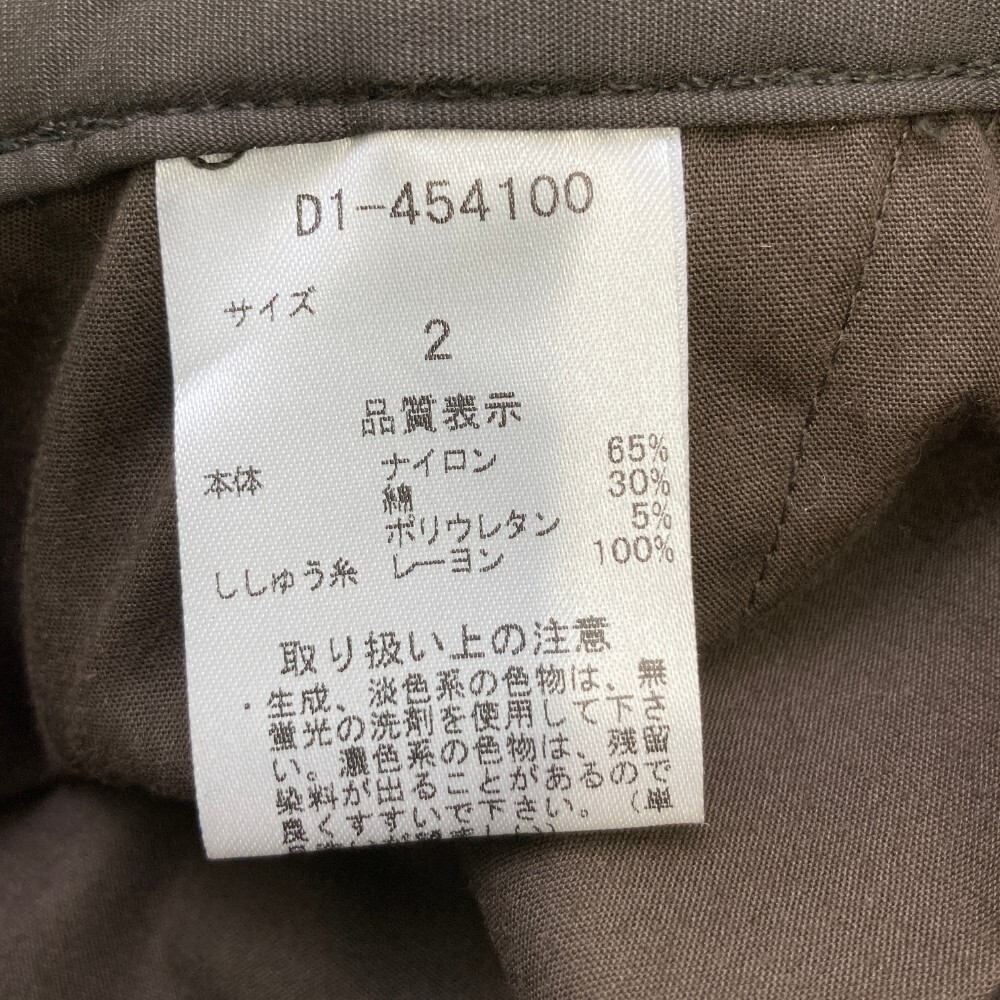 D1-454100
サイズ
2
品質表示
本体 ナイロン 65%
綿 30%
ポリウレタン 5%
ししゅう糸 レーヨン 100%
取り扱い上の注意
・生成、淡色系の色物は、無
蛍光の洗剤を使用して下さ
い。濃色系の色物は、残留
染料が出ることがあるので
良くすすいで下さい。(単